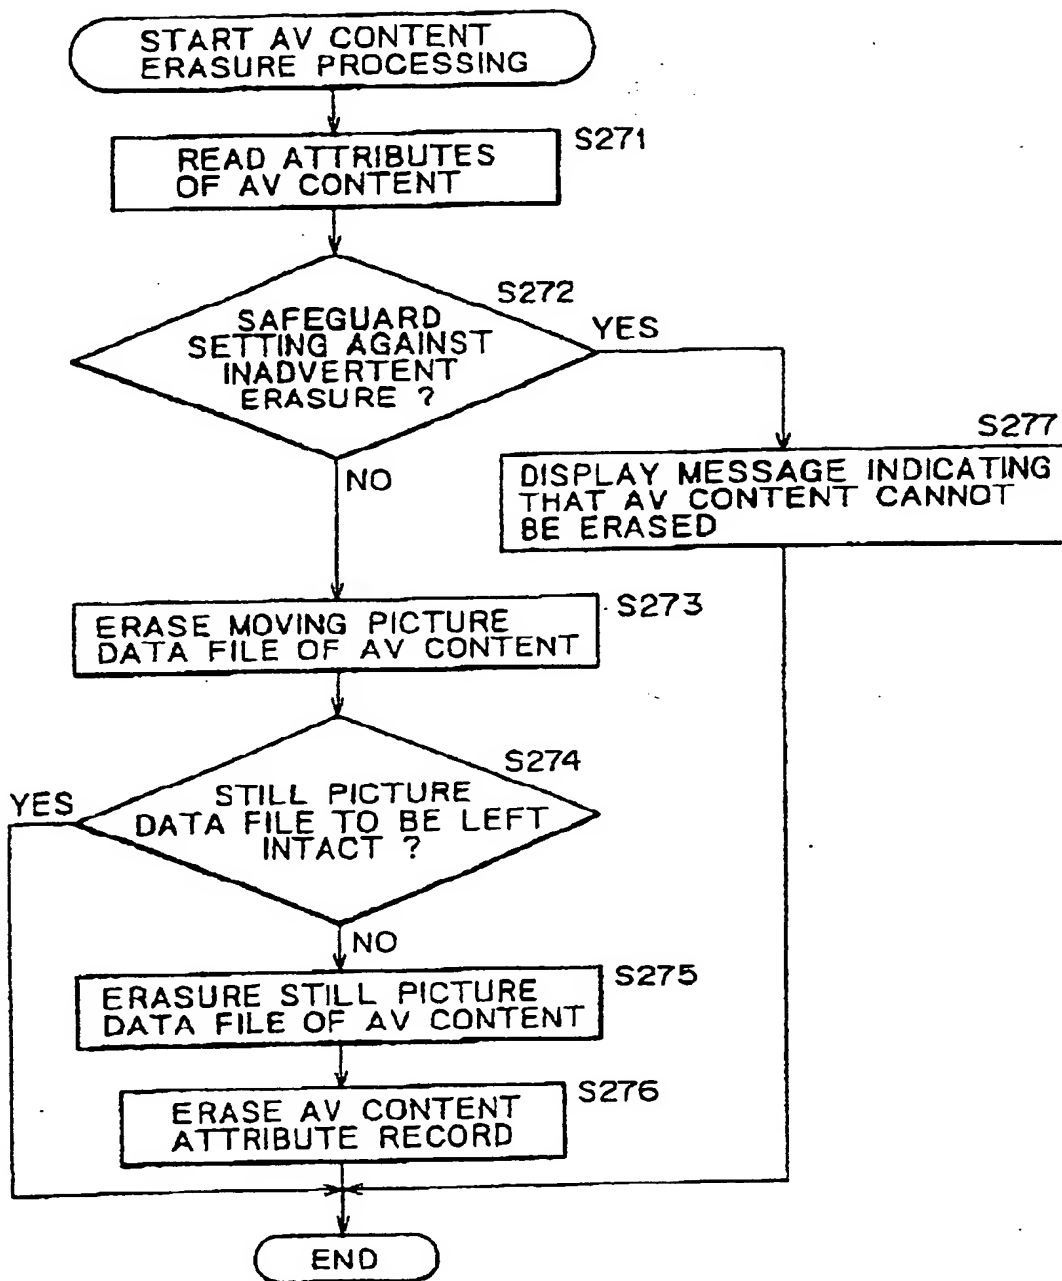 START AV CONTENT
ERASURE PROCESSING
S271
READ ATTRIBUTES
OF AV CONTENT
S272
SAFEGUARD
SETTING AGAINST
INADVERTENT
ERASURE ?
YES
NO
S277
DISPLAY MESSAGE INDICATING
THAT AV CONTENT CANNOT
BE ERASED
S273
ERASE MOVING PICTURE
DATA FILE OF AV CONTENT
S274
STILL PICTURE
DATA FILE TO BE LEFT
INTACT ?
YES
NO
S275
ERASURE STILL PICTURE
DATA FILE OF AV CONTENT
S276
ERASE AV CONTENT
ATTRIBUTE RECORD
END